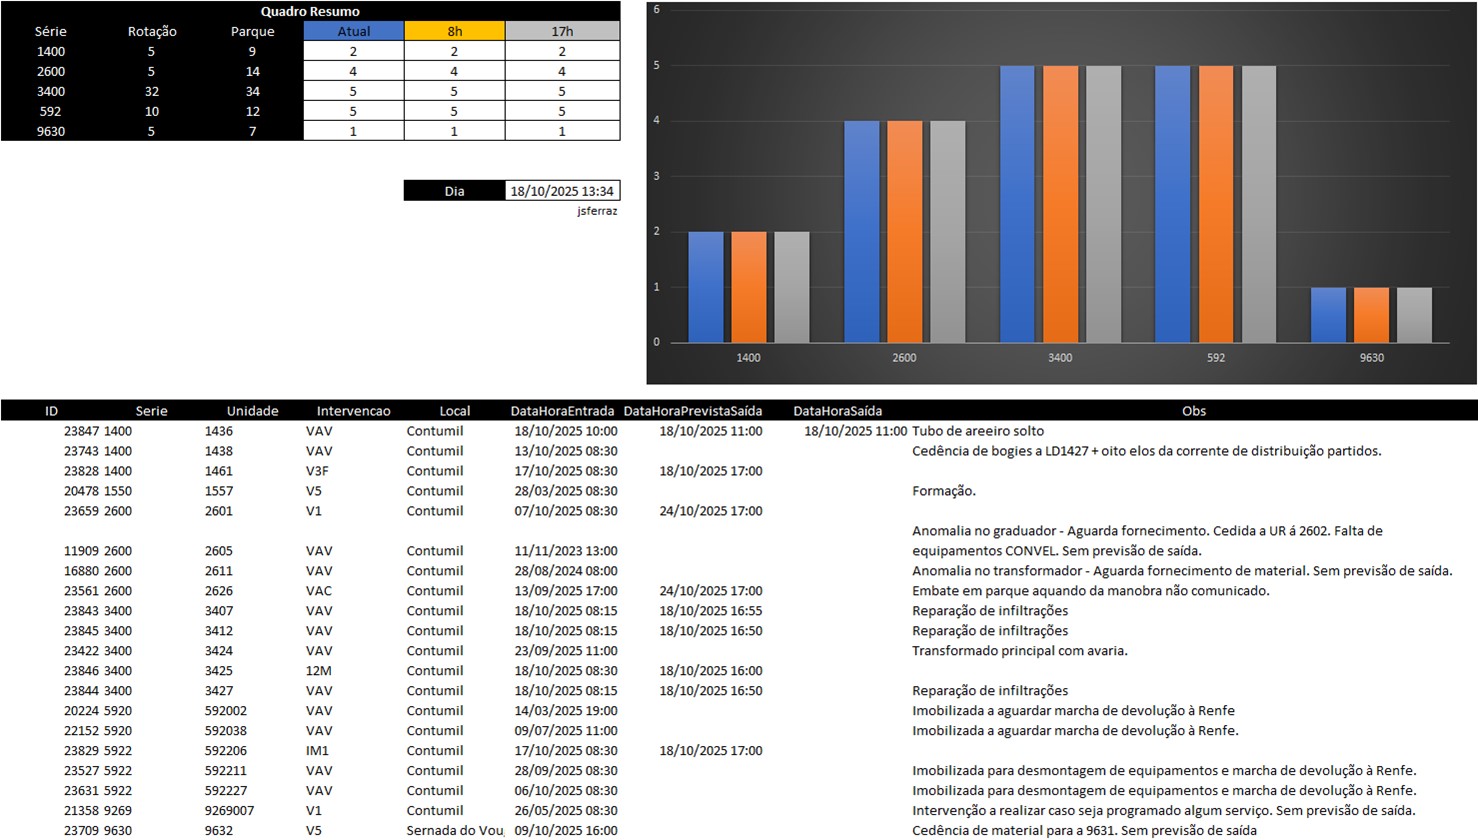 Quadro Resumo
Série Rotação Parque Atual 8h 17h
1400 5 9 2 2 2
2600 5 14 4 4 4
3400 32 34 5 5 5
592 10 12 5 5 5
9630 5 7 1 1 1
Dia 18/10/2025 13:34
jsferraz
6
5
4
3
2
1
0
1400 2600 3400 592 9630
ID Serie Unidade Intervencao Local DataHoraEntrada DataHoraPrevistaSaída DataHoraSaída Obs
23847 1400 1436 VAV Contumil 18/10/2025 10:00 18/10/2025 11:00 18/10/2025 11:00 Tubo de areeiro solto
23743 1400 1438 VAV Contumil 13/10/2025 08:30 Cedência de bogies a LD1427 + oito elos da corrente de distribuição partidos.
23828 1400 1461 V3F Contumil 17/10/2025 08:30 18/10/2025 17:00
20478 1550 1557 V5 Contumil 28/03/2025 08:30 Formação.
23659 2600 2601 V1 Contumil 07/10/2025 08:30 24/10/2025 17:00
Anomalia no graduador - Aguarda fornecimento. Cedida a UR á 2602. Falta de
11909 2600 2605 VAV Contumil 11/11/2023 13:00 equipamentos CONVEL. Sem previsão de saída.
16880 2600 2611 VAV Contumil 28/08/2024 08:00 Anomalia no transformador - Aguarda fornecimento de material. Sem previsão de saída.
23561 2600 2626 VAC Contumil 13/09/2025 17:00 24/10/2025 17:00 Embate em parque aquando da manobra não comunicado.
23843 3400 3407 VAV Contumil 18/10/2025 08:15 18/10/2025 16:55 Reparação de infiltrações
23845 3400 3412 VAV Contumil 18/10/2025 08:15 18/10/2025 16:50 Reparação de infiltrações
23422 3400 3424 VAV Contumil 23/09/2025 11:00 Transformado principal com avaria.
23846 3400 3425 12M Contumil 18/10/2025 08:30 18/10/2025 16:00
23844 3400 3427 VAV Contumil 18/10/2025 08:15 18/10/2025 16:50 Reparação de infiltrações
20224 5920 592002 VAV Contumil 14/03/2025 19:00 Imobilizada a aguardar marcha de devolução à Renfe
22152 5920 592038 VAV Contumil 09/07/2025 11:00 Imobilizada a aguardar marcha de devolução à Renfe.
23829 5922 592206 IM1 Contumil 17/10/2025 08:30 18/10/2025 17:00
23527 5922 592211 VAV Contumil 28/09/2025 08:30 Imobilizada para desmontagem de equipamentos e marcha de devolução à Renfe.
23631 5922 592227 VAV Contumil 06/10/2025 08:30 Imobilizada para desmontagem de equipamentos e marcha de devolução à Renfe.
21358 9269 9269007 V1 Contumil 26/05/2025 08:30 Intervenção a realizar caso seja programado algum serviço. Sem previsão de saída.
23709 9630 9632 V5 Sernada do Vou 09/10/2025 16:00 Cedência de material para a 9631. Sem previsão de saída